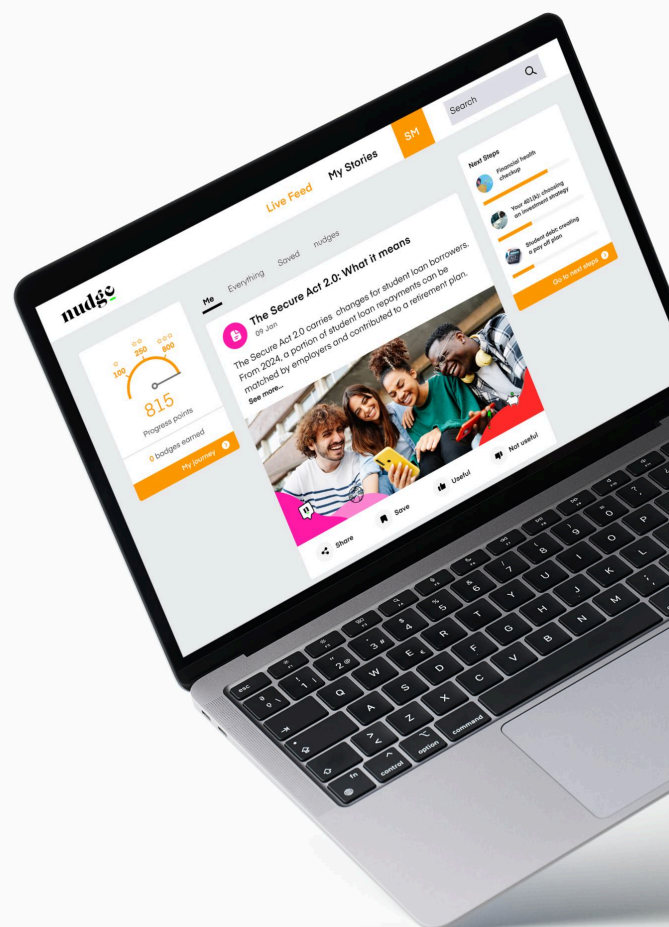 Search
SM
My Stories
Live Feed
nudge
Me
Everything
Saved
nudges
100
250
600
815
Progress points
0 badges earned
My journey
The Secure Act 2.0: What it means
09 Jan
The Secure Act 2.0 carries changes for student loan borrowers.
From 2024, a portion of student loan repayments can be
matched by employers and contributed to a retirement plan.
See more...
Share
Save
Useful
Not useful
Next Steps
Financial health
checkup
Your 401(k): choosing
an investment strategy
Student debt: creating
a pay off plan
Go to next steps
esc
Q W E € R T Y U I O P
A S D F G H J K L
Z X C V B N M
fn
control
option
command